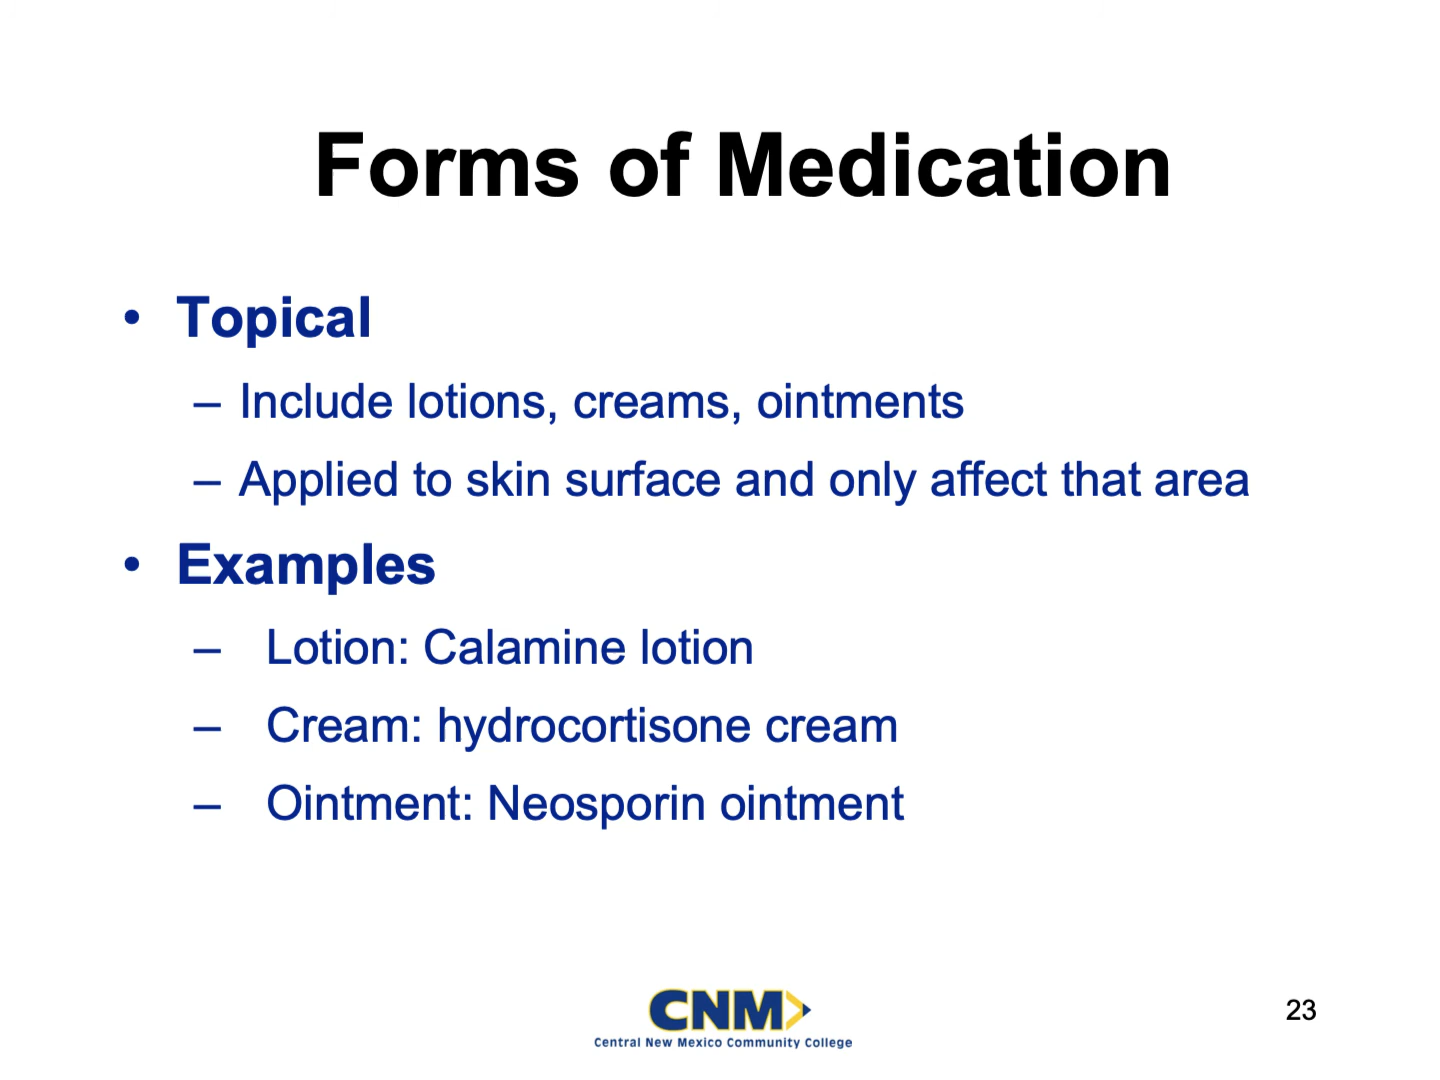 Forms of Medication
• Topical
– Include lotions, creams, ointments
– Applied to skin surface and only affect that area
• Examples
– Lotion: Calamine lotion
– Cream: hydrocortisone cream
– Ointment: Neosporin ointment
CNM
Central New Mexico Community College
23